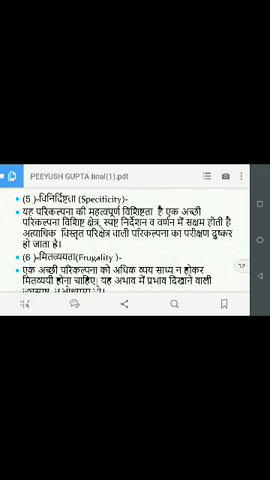 PEEYUSH GUPTA final(1).pdf
(5 )-विनिर्दिष्टता (Specificity)-
यह परिकल्पना की महत्वपूर्ण विशिष्टता है एक अच्छी
परिकल्पना विशिष्ट क्षेत्र, स्पष्ट निर्देशन व वर्णन में सक्षम होती है
अत्याधिक विस्तृत परिक्षेत्र वाली परिकल्पना का परीक्षण दुष्कर
हो जाता है।
(6 )-मितव्ययता(Frugality )-
एक अच्छी परिकल्पना को अधिक व्यय साध्य न होकर
मितव्ययी होना चाहिए| यह अभाव में प्रभाव दिखाने वाली